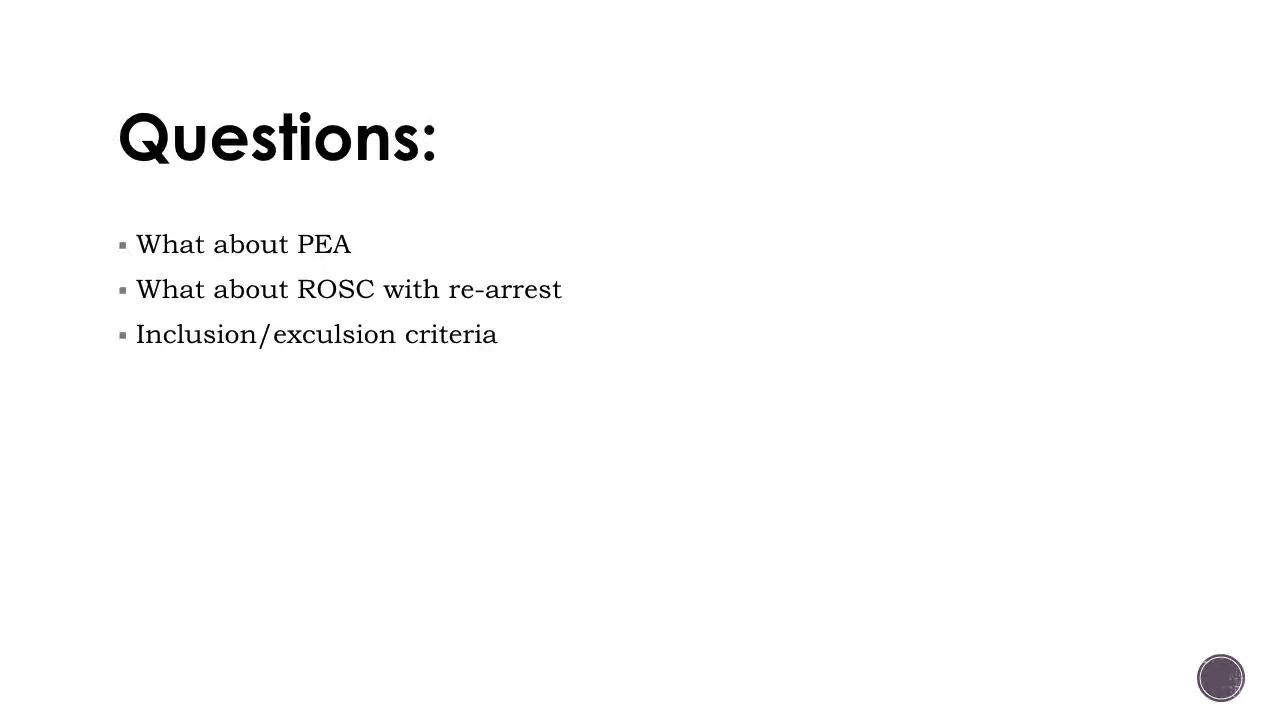 Questions:
What about PEA
What about ROSC with re-arrest
Inclusion/exculsion criteria